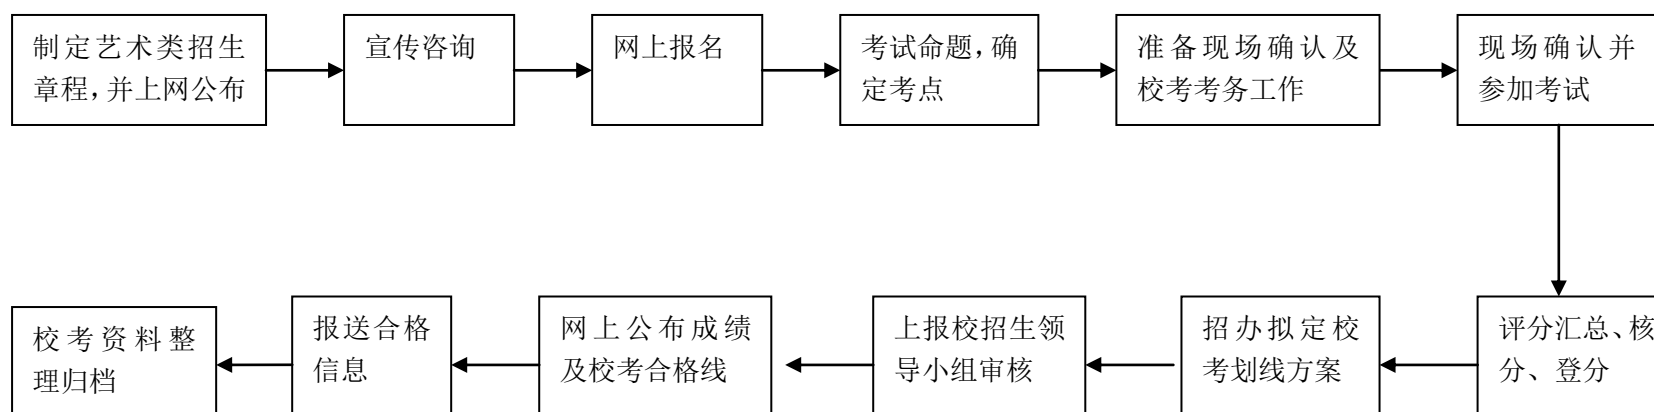 制定艺术类招生
章程，并上网公布
宣传咨询
网上报名
考试命题，确
定考点
准备现场确认及
校考考务工作
现场确认并
参加考试
评分汇总、核
分、登分
招办拟定校
考划线方案
上报校招生领
导小组审核
网上公布成绩
及校考合格线
报送合格
信息
校考资料整
理归档